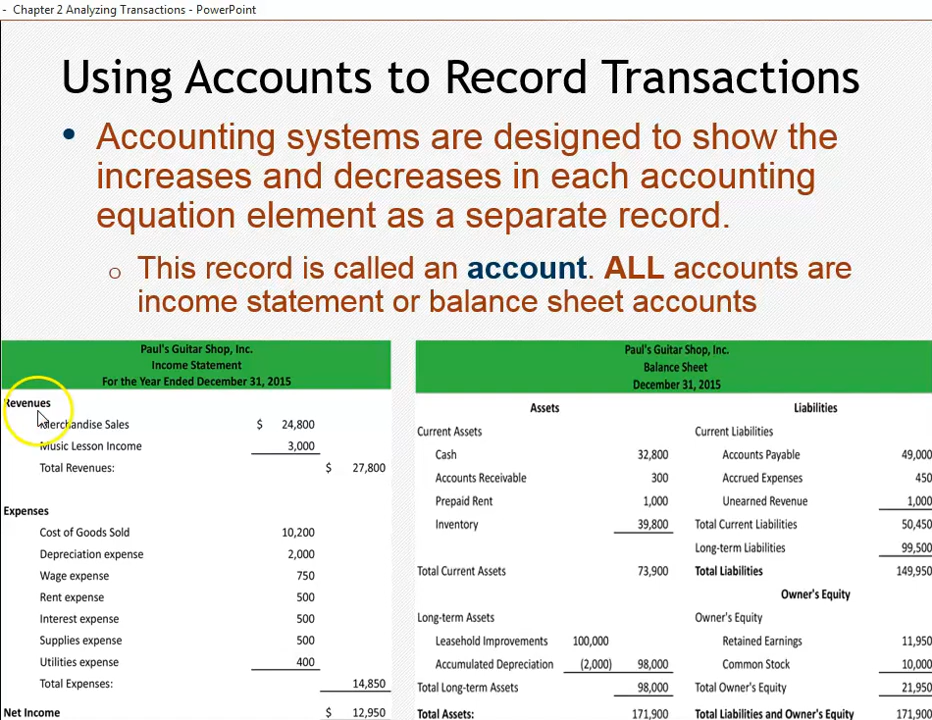 - Chapter 2 Analyzing Transactions - PowerPoint
Using Accounts to Record Transactions
• Accounting systems are designed to show the
increases and decreases in each accounting
equation element as a separate record.
o This record is called an account. ALL accounts are
income statement or balance sheet accounts
Paul's Guitar Shop, Inc.
Income Statement
For the Year Ended December 31, 2015
Revenues
Merchandise Sales $ 24,800
Music Lesson Income 3,000
Total Revenues: $ 27,800
Expenses
Cost of Goods Sold 10,200
Depreciation expense 2,000
Wage expense 750
Rent expense 500
Interest expense 500
Supplies expense 500
Utilities expense 400
Total Expenses: 14,850
Net Income $ 12,950
Paul's Guitar Shop, Inc.
Balance Sheet
December 31, 2015
Assets
Current Assets
Cash 32,800
Accounts Receivable 300
Prepaid Rent 1,000
Inventory 39,800
Total Current Assets 73,900
Long-term Assets
Leasehold Improvements 100,000
Accumulated Depreciation (2,000) 98,000
Total Long-term Assets 98,000
Total Assets: 171,900
Liabilities
Current Liabilities
Accounts Payable 49,000
Accrued Expenses 450
Unearned Revenue 1,000
Total Current Liabilities 50,450
Long-term Liabilities 99,500
Total Liabilities 149,950
Owner's Equity
Owner's Equity
Retained Earnings 11,950
Common Stock 10,000
Total Owner's Equity 21,950
Total Liabilities and Owner's Equity 171,900